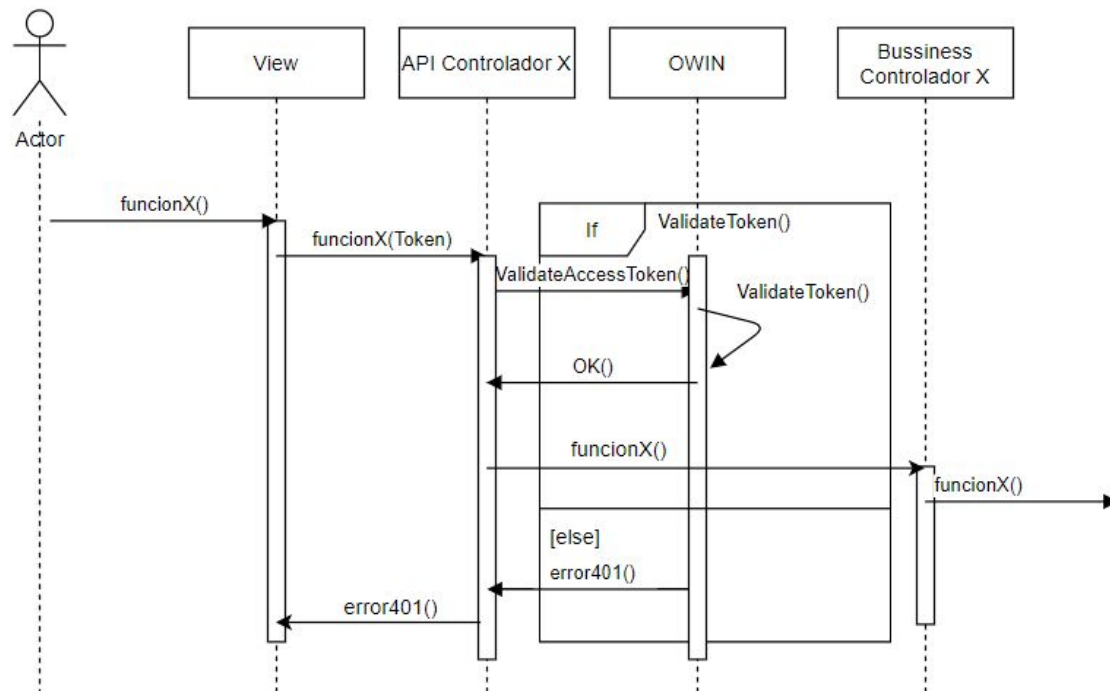 Actor
View
API Controlador X
OWIN
Bussiness
Controlador X
funcionX()
If
ValidateToken()
funcionX(Token)
ValidateAccessToken()
ValidateToken()
OK()
funcionX()
funcionX()
[else]
error401()
error401()